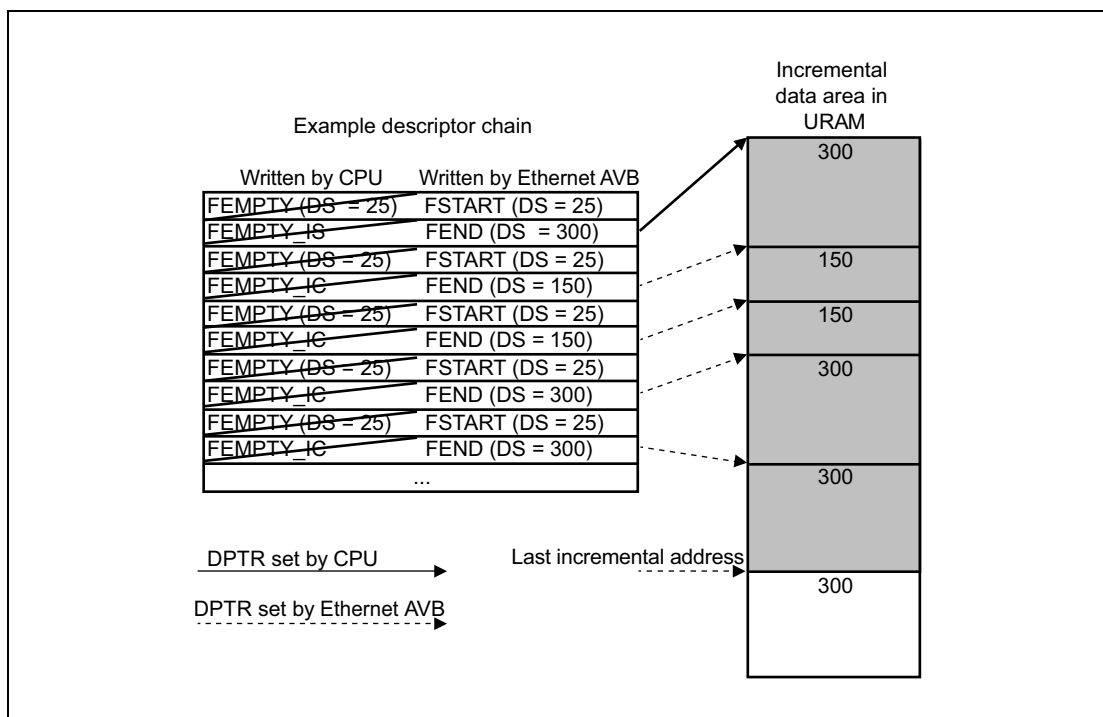 Incremental
data area in
URAM
Example descriptor chain
Written by CPU Written by Ethernet AVB
FEMPTY (DS = 25) FSTART (DS = 25)
FEMPTY_IS FEND (DS = 300)
FEMPTY (DS = 25) FSTART (DS = 25)
FEMPTY_IC FEND (DS = 150)
FEMPTY (DS = 25) FSTART (DS = 25)
FEMPTY_IC FEND (DS = 150)
FEMPTY (DS = 25) FSTART (DS = 25)
FEMPTY_IC FEND (DS = 300)
FEMPTY (DS = 25) FSTART (DS = 25)
FEMPTY_IC FEND (DS = 300)
...
300
150
150
300
300
300
DPTR set by CPU
Last incremental address
DPTR set by Ethernet AVB